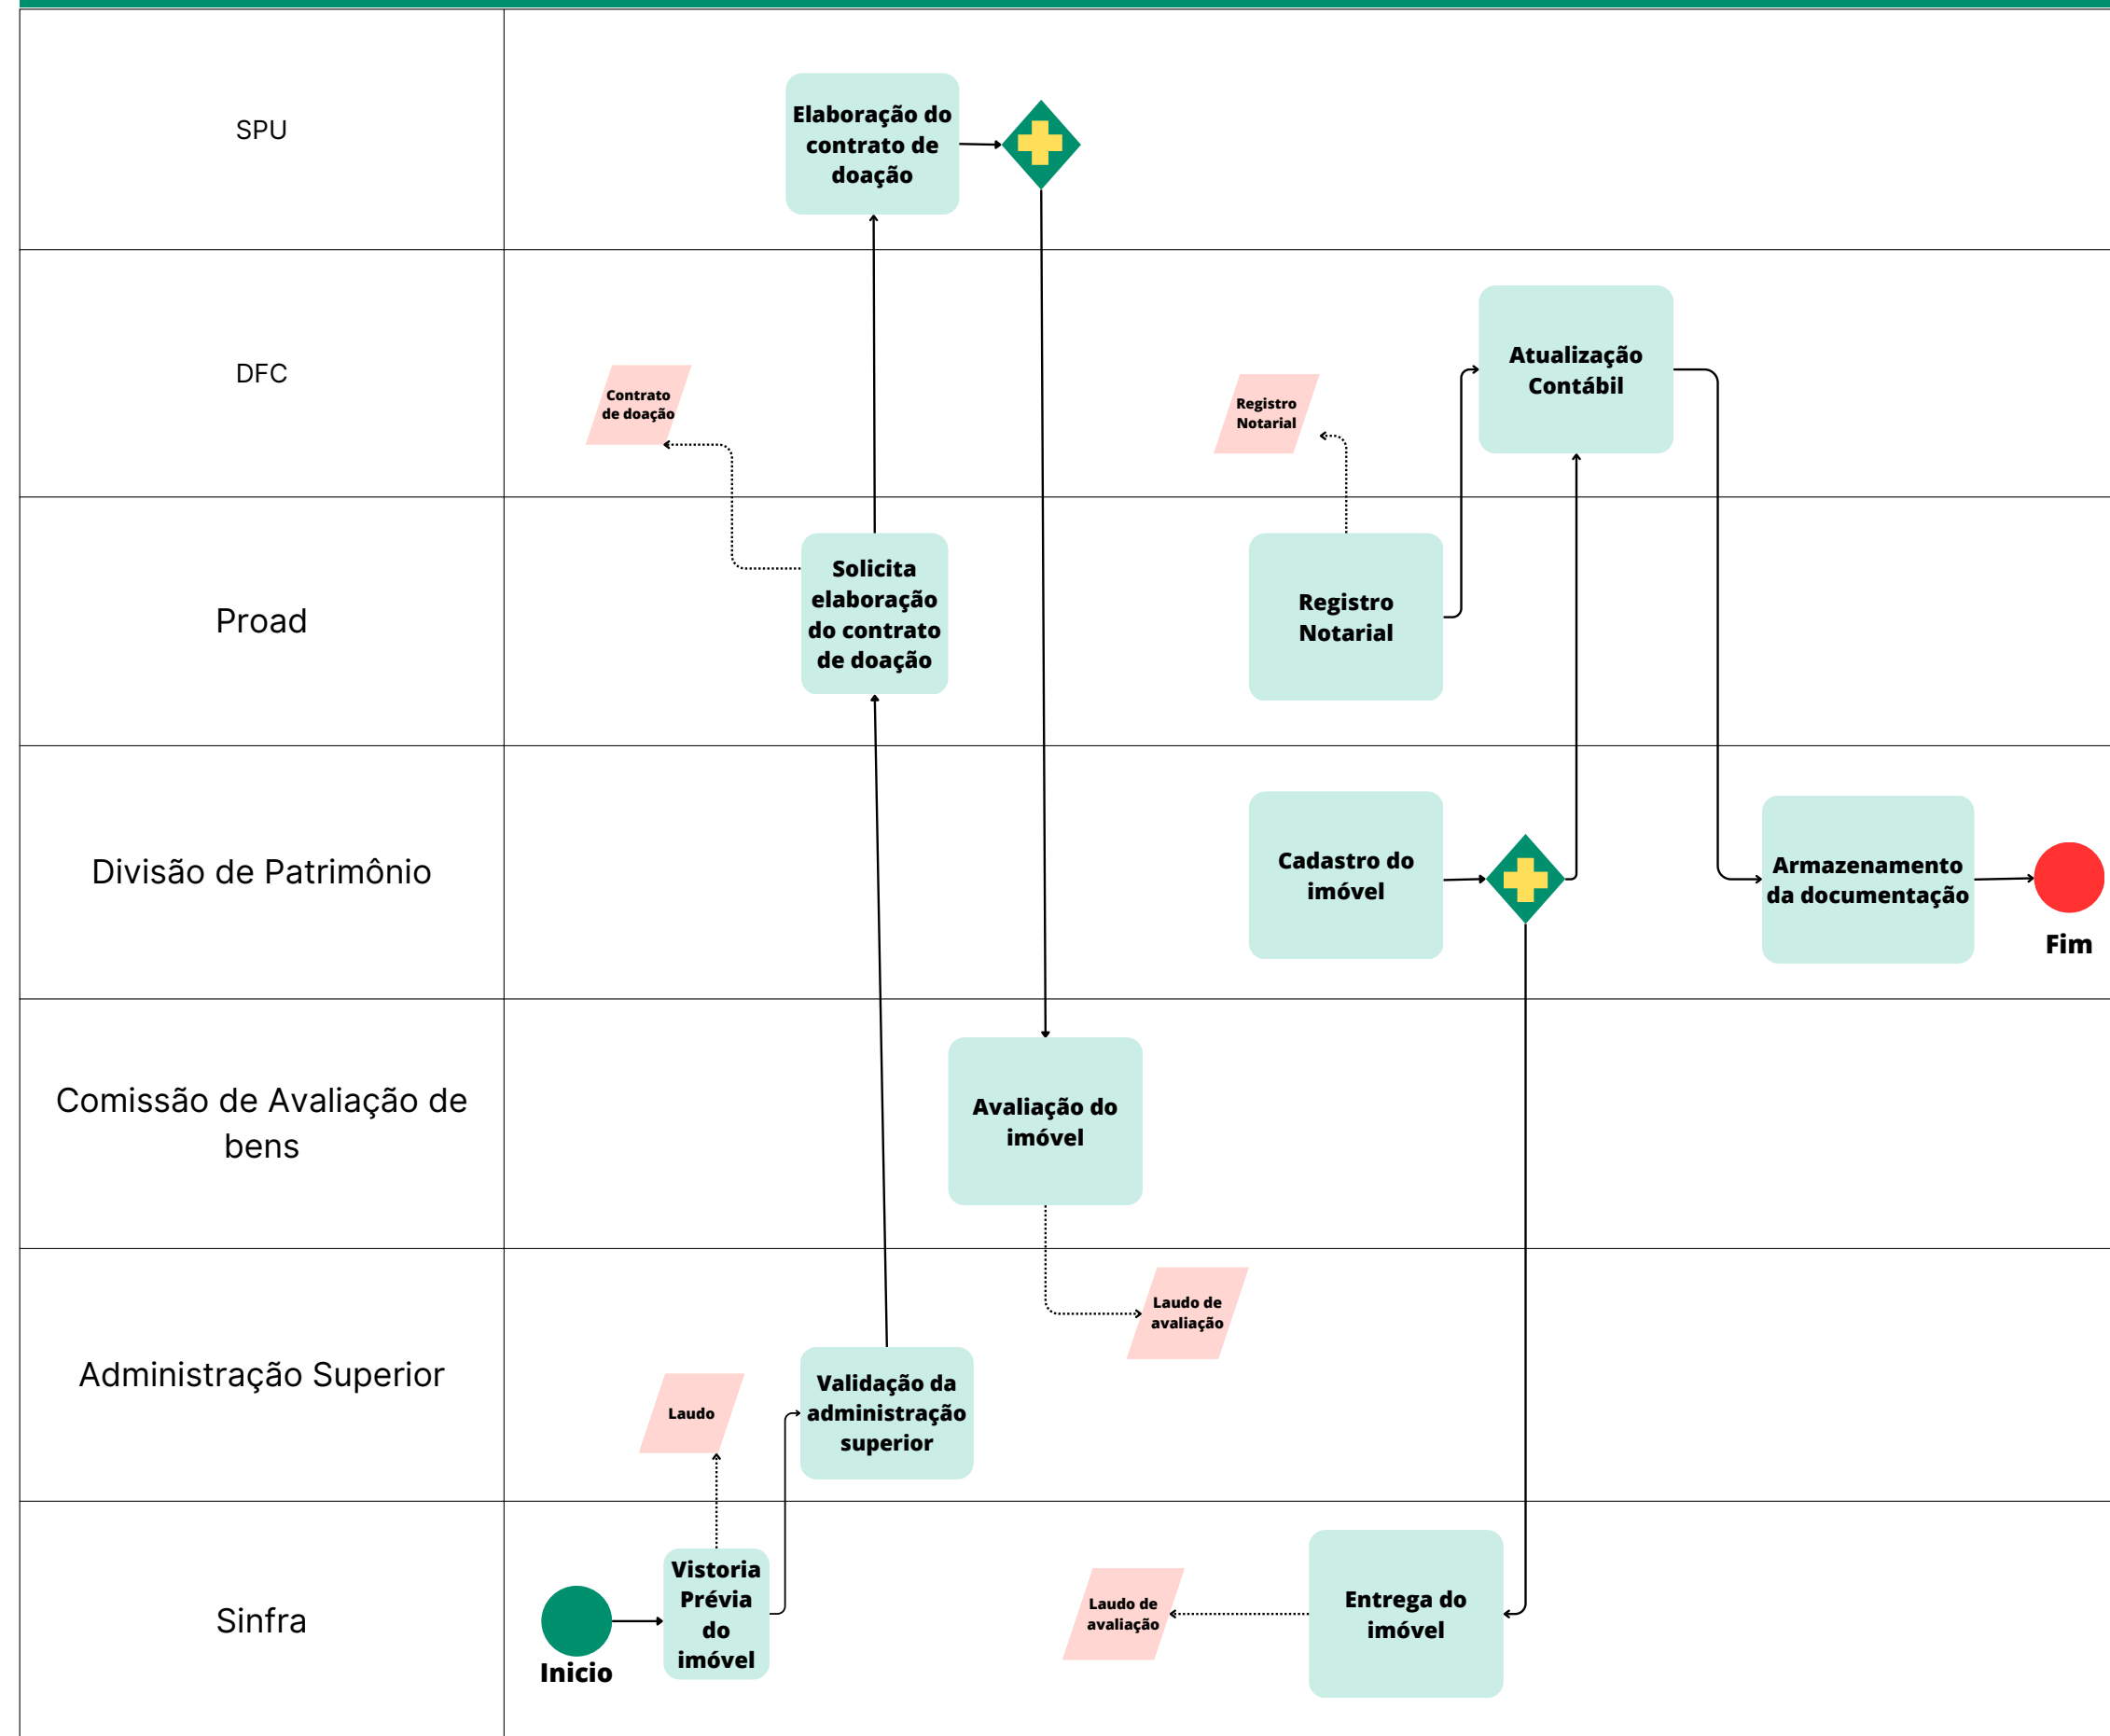 SPU
Elaboração do
contrato de
doação
DFC
Contrato
de doação
Registro
Notarial
Atualização
Contábil
Proad
Solicita
elaboração
do contrato
de doação
Registro
Notarial
Divisão de Patrimônio
Cadastro do
imóvel
Armazenamento
da documentação
Fim
Comissão de Avaliação de
bens
Avaliação do
imóvel
Administração Superior
Laudo
Validação da
administração
superior
Laudo de
avaliação
Sinfra
Inicio
Vistoria
Prévia
do
imóvel
Laudo de
avaliação
Entrega do
imóvel